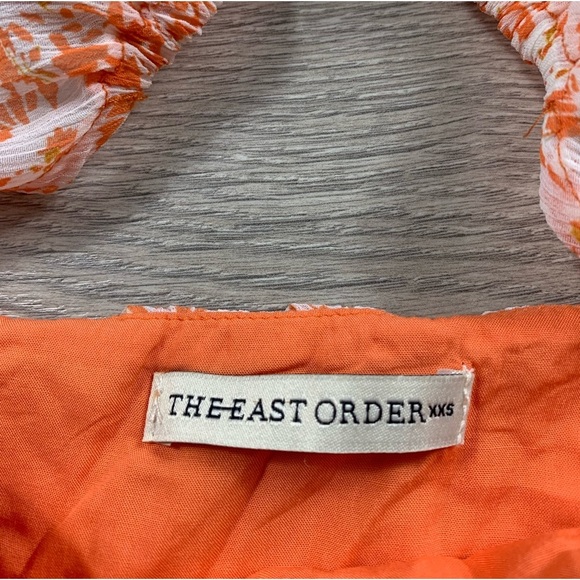 THE EAST ORDER XXS